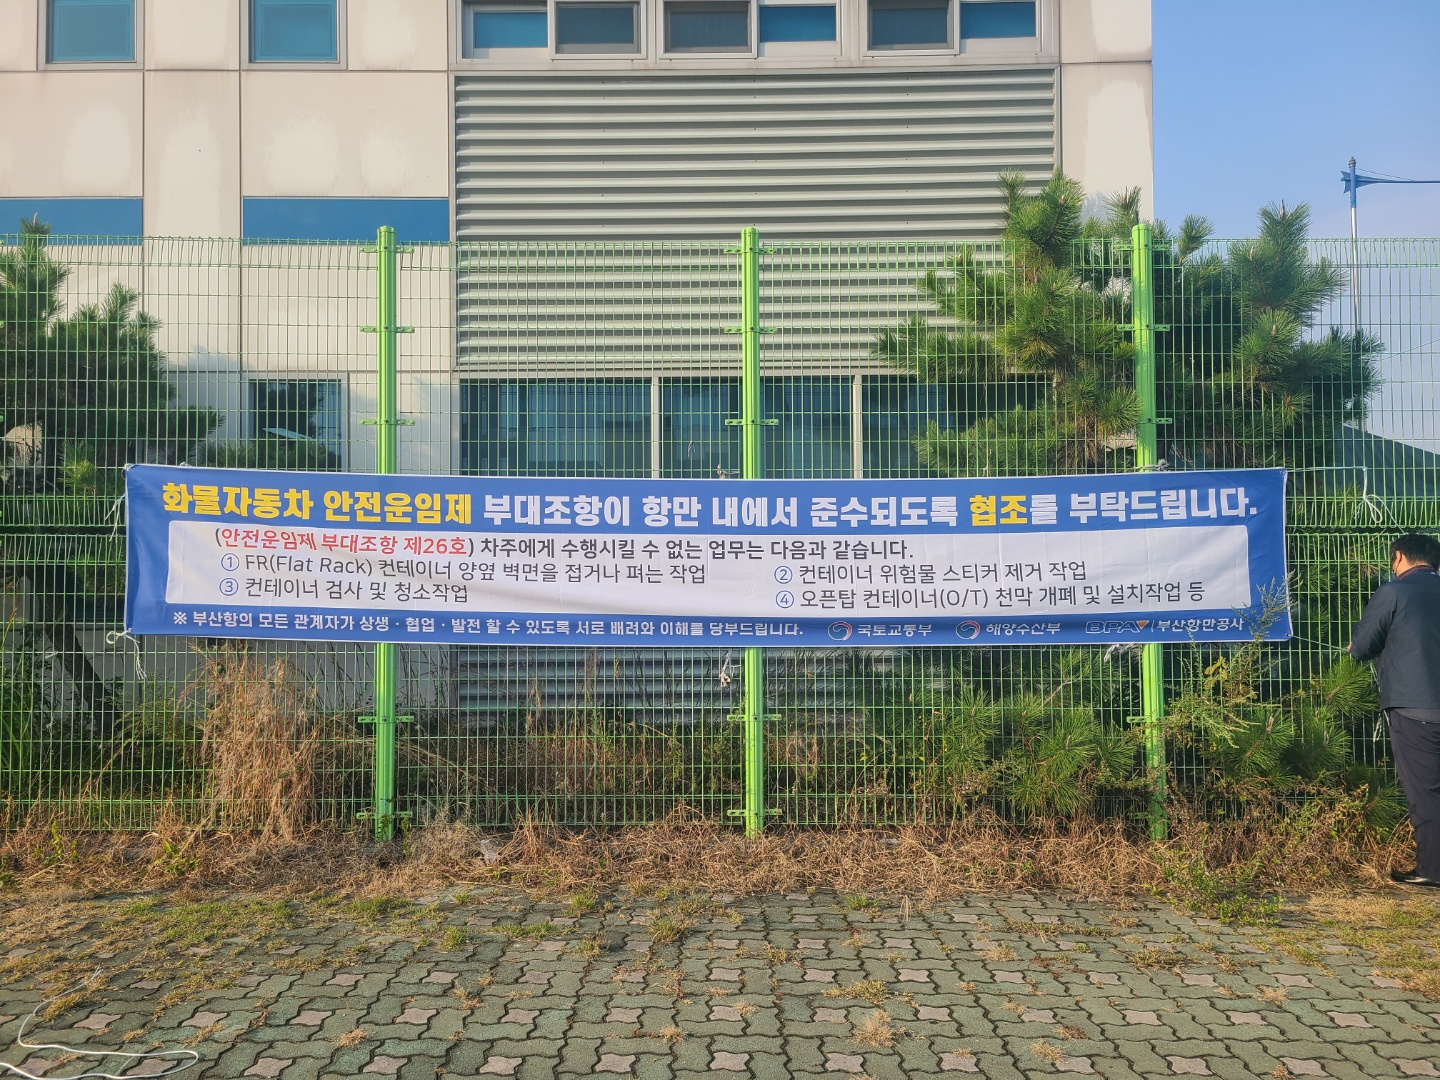 화물자동차 안전운임제 부대조항이 항만 내에서 준수되도록 협조를 부탁드립니다.
(안전운임제 부대조항 제26호) 차주에게 수행시킬 수 없는 업무는 다음과 같습니다.
① FR(Flat Rack) 컨테이너 양옆 벽면을 접거나 펴는 작업 ② 컨테이너 위험물 스티커 제거 작업
③ 컨테이너 검사 및 청소작업 ④ 오픈탑 컨테이너(O/T) 천막 개폐 및 설치작업 등
※ 부산항의 모든 관계자가 상생 · 협업 · 발전 할 수 있도록 서로 배려와 이해를 당부드립니다. 국토교통부 해양수산부 BPA 부산항만공사